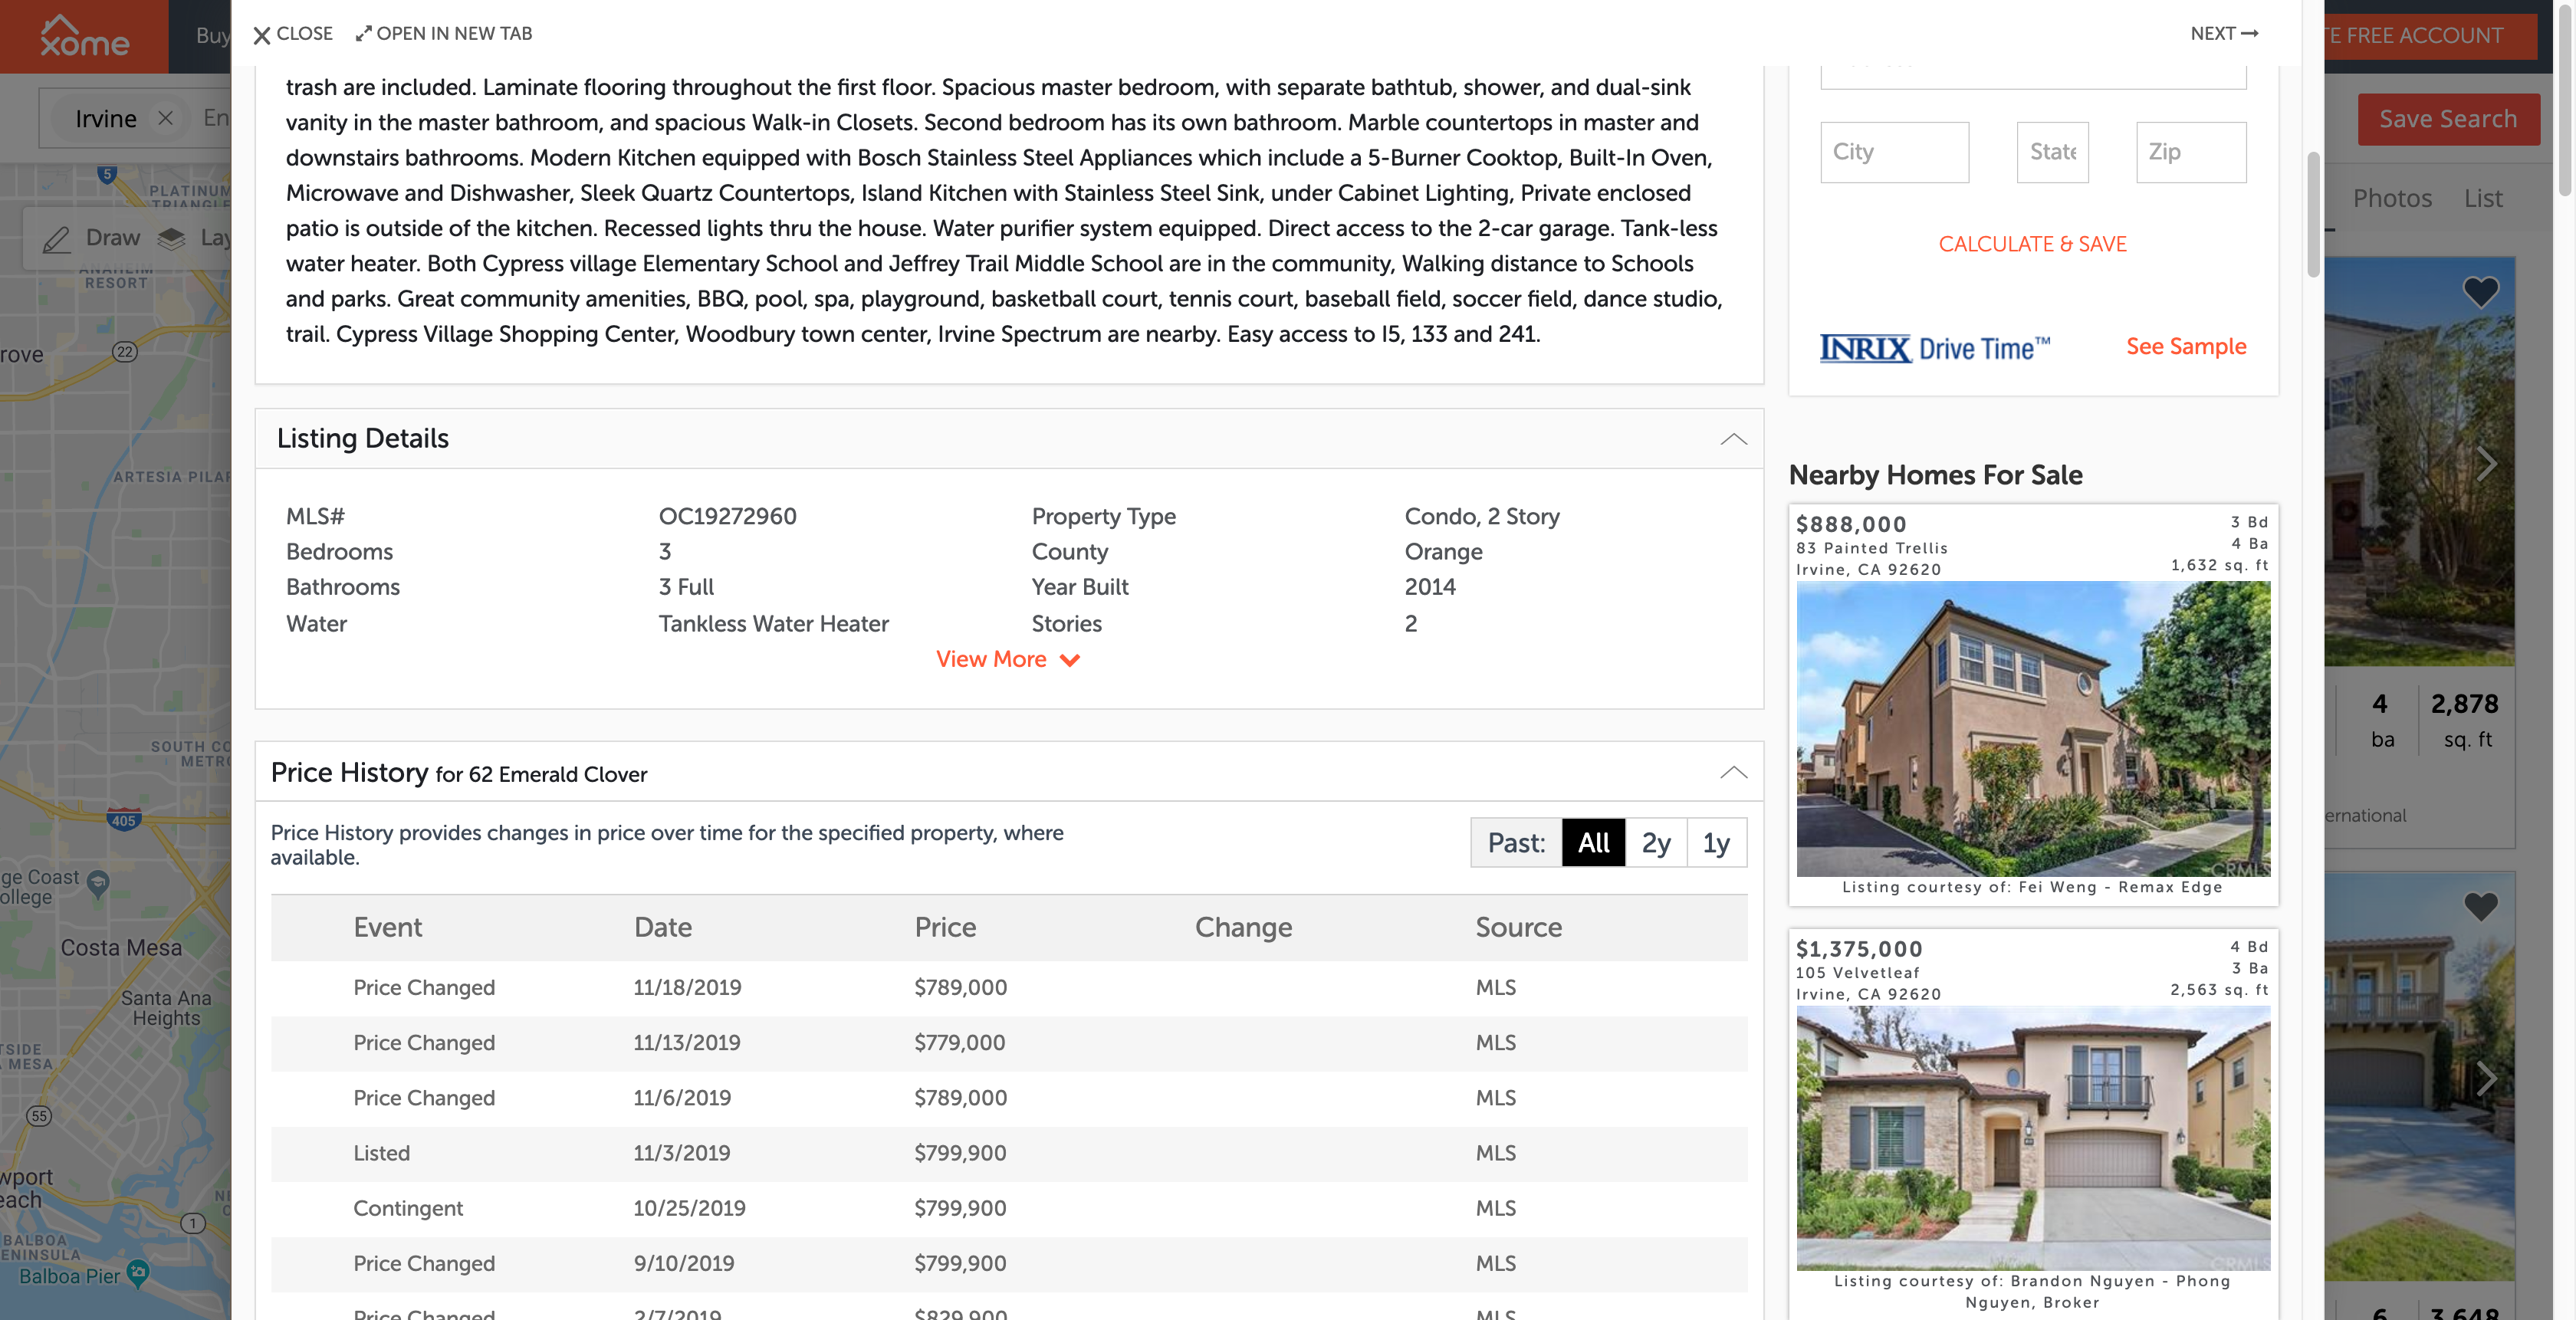 xome
Buy
CLOSE
OPEN IN NEW TAB
NEXT
FREE ACCOUNT
Irvine
Save Search
Photos List
Draw
trash are included. Laminate flooring throughout the first floor. Spacious master bedroom, with separate bathtub, shower, and dual-sink
vanity in the master bathroom, and spacious Walk-in Closets. Second bedroom has its own bathroom. Marble countertops in master and
downstairs bathrooms. Modern Kitchen equipped with Bosch Stainless Steel Appliances which include a 5-Burner Cooktop, Built-In Oven,
Microwave and Dishwasher, Sleek Quartz Countertops, Island Kitchen with Stainless Steel Sink, under Cabinet Lighting, Private enclosed
patio is outside of the kitchen. Recessed lights thru the house. Water purifier system equipped. Direct access to the 2-car garage. Tank-less
water heater. Both Cypress village Elementary School and Jeffrey Trail Middle School are in the community, Walking distance to Schools
and parks. Great community amenities, BBQ, pool, spa, playground, basketball court, tennis court, baseball field, soccer field, dance studio,
trail. Cypress Village Shopping Center, Woodbury town center, Irvine Spectrum are nearby. Easy access to I5, 133 and 241.
City
State
Zip
CALCULATE & SAVE
INRIX Drive Time™
See Sample
Listing Details
MLS# OC19272960 Property Type Condo, 2 Story
Bedrooms 3 County Orange
Bathrooms 3 Full Year Built 2014
Water Tankless Water Heater Stories 2
View More
Price History for 62 Emerald Clover
Price History provides changes in price over time for the specified property, where
available.
Past: All 2y 1y
Event Date Price Change Source
Price Changed 11/18/2019 $789,000 MLS
Price Changed 11/13/2019 $779,000 MLS
Price Changed 11/6/2019 $789,000 MLS
Listed 11/3/2019 $799,900 MLS
Contingent 10/25/2019 $799,900 MLS
Price Changed 9/10/2019 $799,900 MLS
Price Changed 2/7/2019 $829,900 MLS
Nearby Homes For Sale
$888,000
83 Painted Trellis
Irvine, CA 92620
3 Bd
4 Ba
1,632 sq. ft
CRMLS
Listing courtesy of: Fei Weng - Remax Edge
$1,375,000
105 Velvetleaf
Irvine, CA 92620
4 Bd
3 Ba
2,563 sq. ft
CRMLS
Listing courtesy of: Brandon Nguyen - Phong
Nguyen, Broker
4 2,878
ba sq. ft
ernational
6 3,648
5
PLATINUM
TRIANGLE
ANAHEIM
RESORT
rove
22
ARTESIA PILAR
SOUTH CO
METRO
405
ge Coast
ollege
Costa Mesa
Santa Ana
Heights
TSIDE
MESA
55
wport
each
1
BALBOA
ENINSULA
Balboa Pier